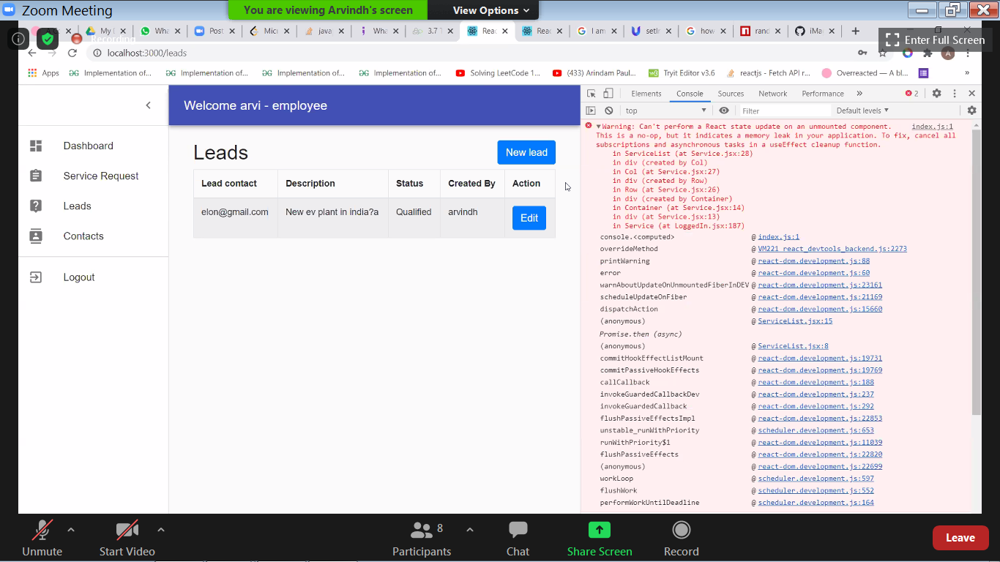 Zoom Meeting
You are viewing Arvindh's screen
View Options
My
Wha
Post
Mic
java
Wha
3.7
Rea
Rea
I am
setI
how
rand
iMa
Recording
Enter Full Screen
localhost:3000/leads
A
Apps
Implementation of...
Implementation of...
Implementation of...
Implementation of...
Solving LeetCode 1...
(433) Arindam Paul...
Tryit Editor v3.6
reactjs - Fetch API r...
Overreacted — A bl...
»
Welcome arvi - employee
Dashboard
Service Request
Leads
Contacts
Logout
Leads
New lead
Lead contact Description Status Created By Action
elon@gmail.com New ev plant in india?a Qualified arvindh Edit
Elements Console Sources Network Performance » 2
top Filter Default levels
Warning: Can't perform a React state update on an unmounted component. index.js:1
This is a no-op, but it indicates a memory leak in your application. To fix, cancel all
subscriptions and asynchronous tasks in a useEffect cleanup function.
in ServiceList (at Service.jsx:28)
in div (created by Col)
in Col (at Service.jsx:27)
in div (created by Row)
in Row (at Service.jsx:26)
in div (created by Container)
in Container (at Service.jsx:14)
in div (at Service.jsx:13)
in Service (at LoggedIn.jsx:187)
console.<computed> @ index.js:1
overrideMethod @ VM221 react_devtools_backend.js:2273
printWarning @ react-dom.development.js:88
error @ react-dom.development.js:60
warnAboutUpdateOnUnmountedFiberInDEV @ react-dom.development.js:23161
scheduleUpdateOnFiber @ react-dom.development.js:21169
dispatchAction @ react-dom.development.js:15660
(anonymous) @ ServiceList.jsx:15
Promise.then (async)
(anonymous) @ ServiceList.jsx:8
commitHookEffectListMount @ react-dom.development.js:19731
commitPassiveHookEffects @ react-dom.development.js:19769
callCallback @ react-dom.development.js:188
invokeGuardedCallbackDev @ react-dom.development.js:237
invokeGuardedCallback @ react-dom.development.js:292
flushPassiveEffectsImpl @ react-dom.development.js:22853
unstable_runWithPriority @ scheduler.development.js:653
runWithPriority$1 @ react-dom.development.js:11039
flushPassiveEffects @ react-dom.development.js:22820
(anonymous) @ react-dom.development.js:22699
workLoop @ scheduler.development.js:597
flushWork @ scheduler.development.js:552
performWorkUntilDeadline @ scheduler.development.js:164
Unmute
Start Video
8
Participants
Chat
Share Screen
Record
Leave